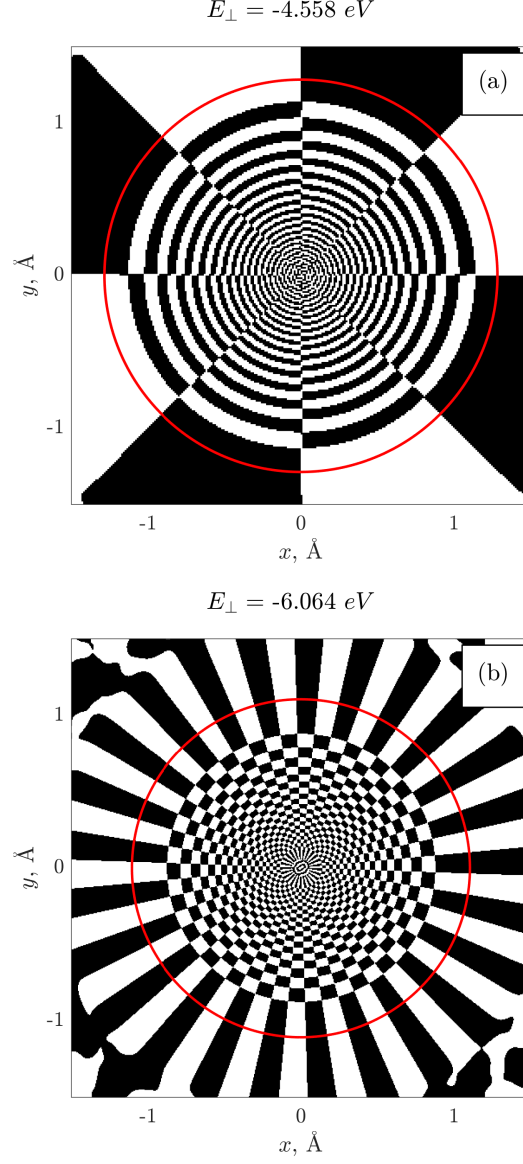 E⊥ = -4.558 eV
(a)
1
0
-1
y, Å
-1 0 1
x, Å
E⊥ = -6.064 eV
(b)
1
0
-1
y, Å
-1 0 1
x, Å